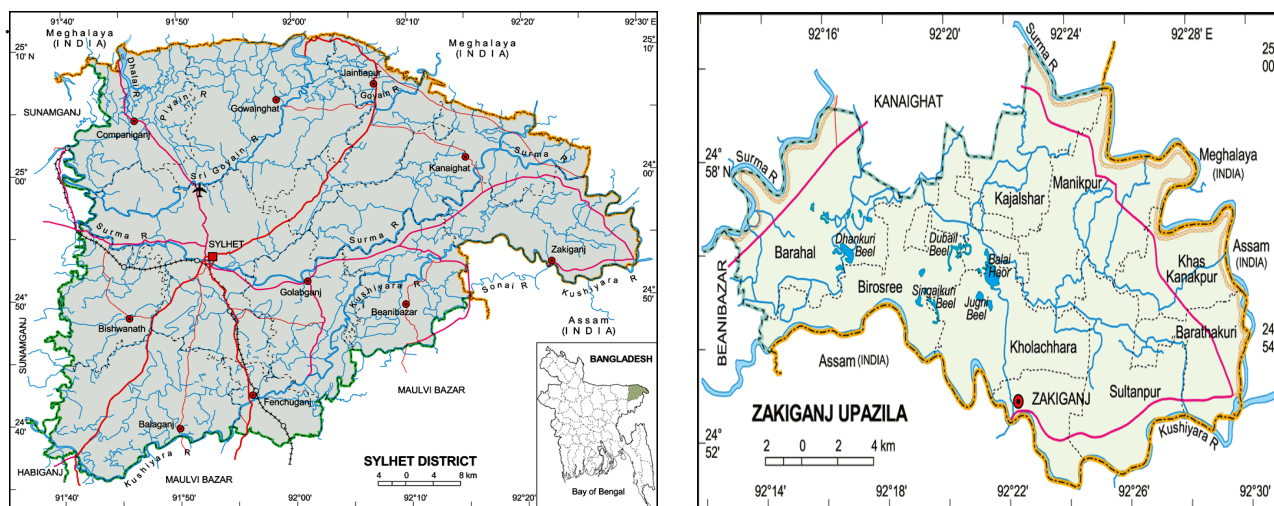 91°40'
91°50'
92°00'
92°10'
92°20'
92°30' E
Meghalaya
(INDIA)
Meghalaya
(INDIA)
25°
10' N
25°
10'
Dhalai R
Piyain R
Jaintiapur
Goyain R
Gowainghat
SUNAMGANJ
Companiganj
Sri Goyain R
Kanaighat
Surma R
25°
00'
24°
00'
Surma R
SYLHET
Surma R
Zakiganj
Golabganj
Kushiyara R
Sonai R
Kushiyara R
Beanibazar
24°
50'
24°
50'
Bishwanath
Assam
(INDIA)
SUNAMGANJ
BANGLADESH
MAULVI BAZAR
Fenchuganj
24°
40'
Balaganj
Kushiyara R
HABIGANJ
MAULVI BAZAR
SYLHET DISTRICT
4 0 4 8 km
Bay of Bengal
91°40'
91°50'
92°00'
92°10'
92°20'
92°30'
92°16'
92°20'
92°24'
92°28' E
Surma R
25°
00'
KANAIGHAT
24°
58' N
Surma R
Meghalaya
(INDIA)
Manikpur
Kajalshar
Barahal
Dhankuri
Beel
Dubail
Beel
Balai
Haor
Khas
Kanakpur
Assam
(INDIA)
Birosree
Singaikuri
Beel
Jugni
Beel
BEANIBAZAR
Barathakuri
24°
54'
Assam (INDIA)
Kholachhara
Sultanpur
ZAKIGANJ
ZAKIGANJ UPAZILA
Kushiyara R
24°
52'
2 0 2 4 km
92°14'
92°18'
92°22'
92°26'
92°30'